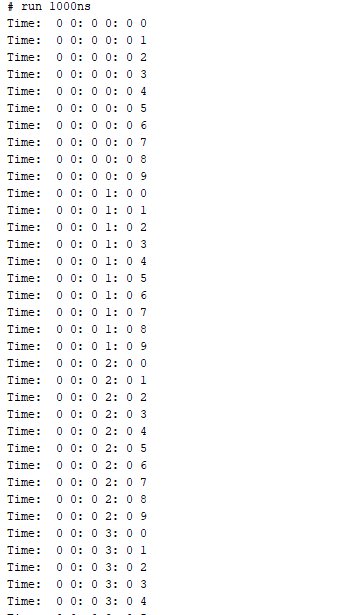 # run 1000ns
Time:  0 0: 0 0: 0 0
Time:  0 0: 0 0: 0 1
Time:  0 0: 0 0: 0 2
Time:  0 0: 0 0: 0 3
Time:  0 0: 0 0: 0 4
Time:  0 0: 0 0: 0 5
Time:  0 0: 0 0: 0 6
Time:  0 0: 0 0: 0 7
Time:  0 0: 0 0: 0 8
Time:  0 0: 0 0: 0 9
Time:  0 0: 0 1: 0 0
Time:  0 0: 0 1: 0 1
Time:  0 0: 0 1: 0 2
Time:  0 0: 0 1: 0 3
Time:  0 0: 0 1: 0 4
Time:  0 0: 0 1: 0 5
Time:  0 0: 0 1: 0 6
Time:  0 0: 0 1: 0 7
Time:  0 0: 0 1: 0 8
Time:  0 0: 0 1: 0 9
Time:  0 0: 0 2: 0 0
Time:  0 0: 0 2: 0 1
Time:  0 0: 0 2: 0 2
Time:  0 0: 0 2: 0 3
Time:  0 0: 0 2: 0 4
Time:  0 0: 0 2: 0 5
Time:  0 0: 0 2: 0 6
Time:  0 0: 0 2: 0 7
Time:  0 0: 0 2: 0 8
Time:  0 0: 0 2: 0 9
Time:  0 0: 0 3: 0 0
Time:  0 0: 0 3: 0 1
Time:  0 0: 0 3: 0 2
Time:  0 0: 0 3: 0 3
Time:  0 0: 0 3: 0 4